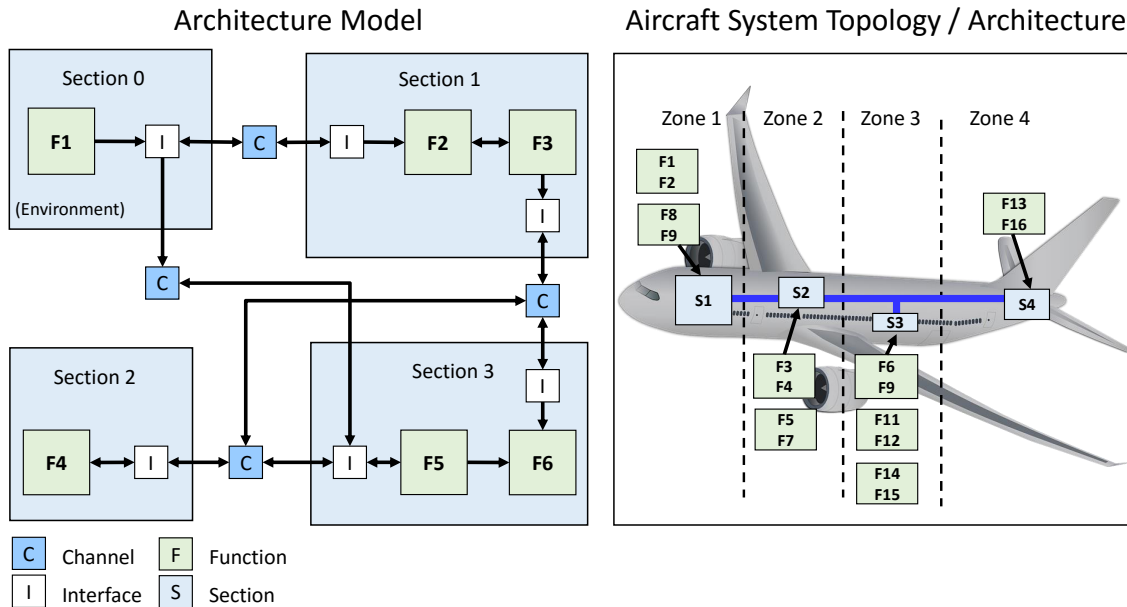 Architecture Model
Section 0
F1
I
(Environment)
C
Section 1
I
F2
F3
I
C
C
Section 2
F4
I
C
Section 3
I
I
F5
F6
C Channel
F Function
I Interface
S Section
Aircraft System Topology / Architecture
Zone 1
Zone 2
Zone 3
Zone 4
F1
F2
F8
F9
F13
F16
S1
S2
S3
S4
F3
F4
F5
F7
F6
F9
F11
F12
F14
F15